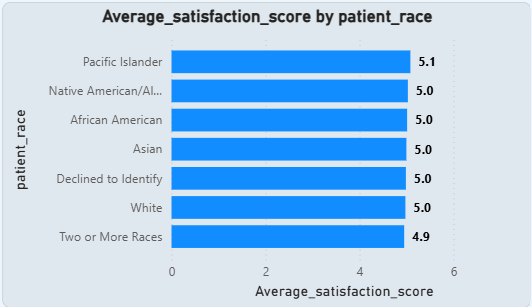 Average_satisfaction_score by patient_race
patient_race
Pacific Islander 5.1
Native American/Al... 5.0
African American 5.0
Asian 5.0
Declined to Identify 5.0
White 5.0
Two or More Races 4.9
0 2 4 6
Average_satisfaction_score